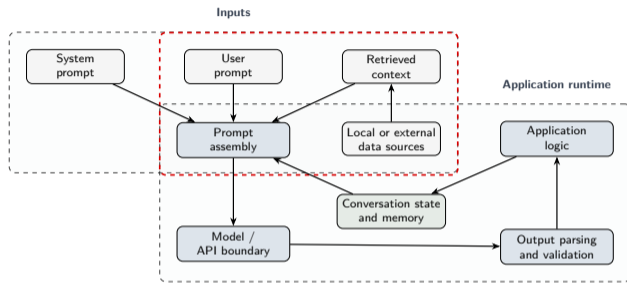 Inputs
System
prompt
User
prompt
Retrieved
context
Application runtime
Prompt
assembly
Local or external
data sources
Application
logic
Conversation state
and memory
Model /
API boundary
Output parsing
and validation